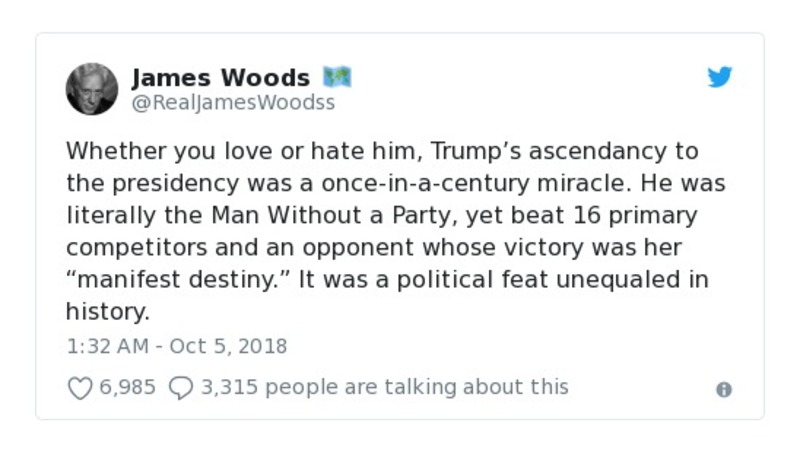 James Woods
@RealJamesWoodss
Whether you love or hate him, Trump’s ascendancy to
the presidency was a once-in-a-century miracle. He was
literally the Man Without a Party, yet beat 16 primary
competitors and an opponent whose victory was her
“manifest destiny.” It was a political feat unequaled in
history.
1:32 AM - Oct 5, 2018
6,985 3,315 people are talking about this